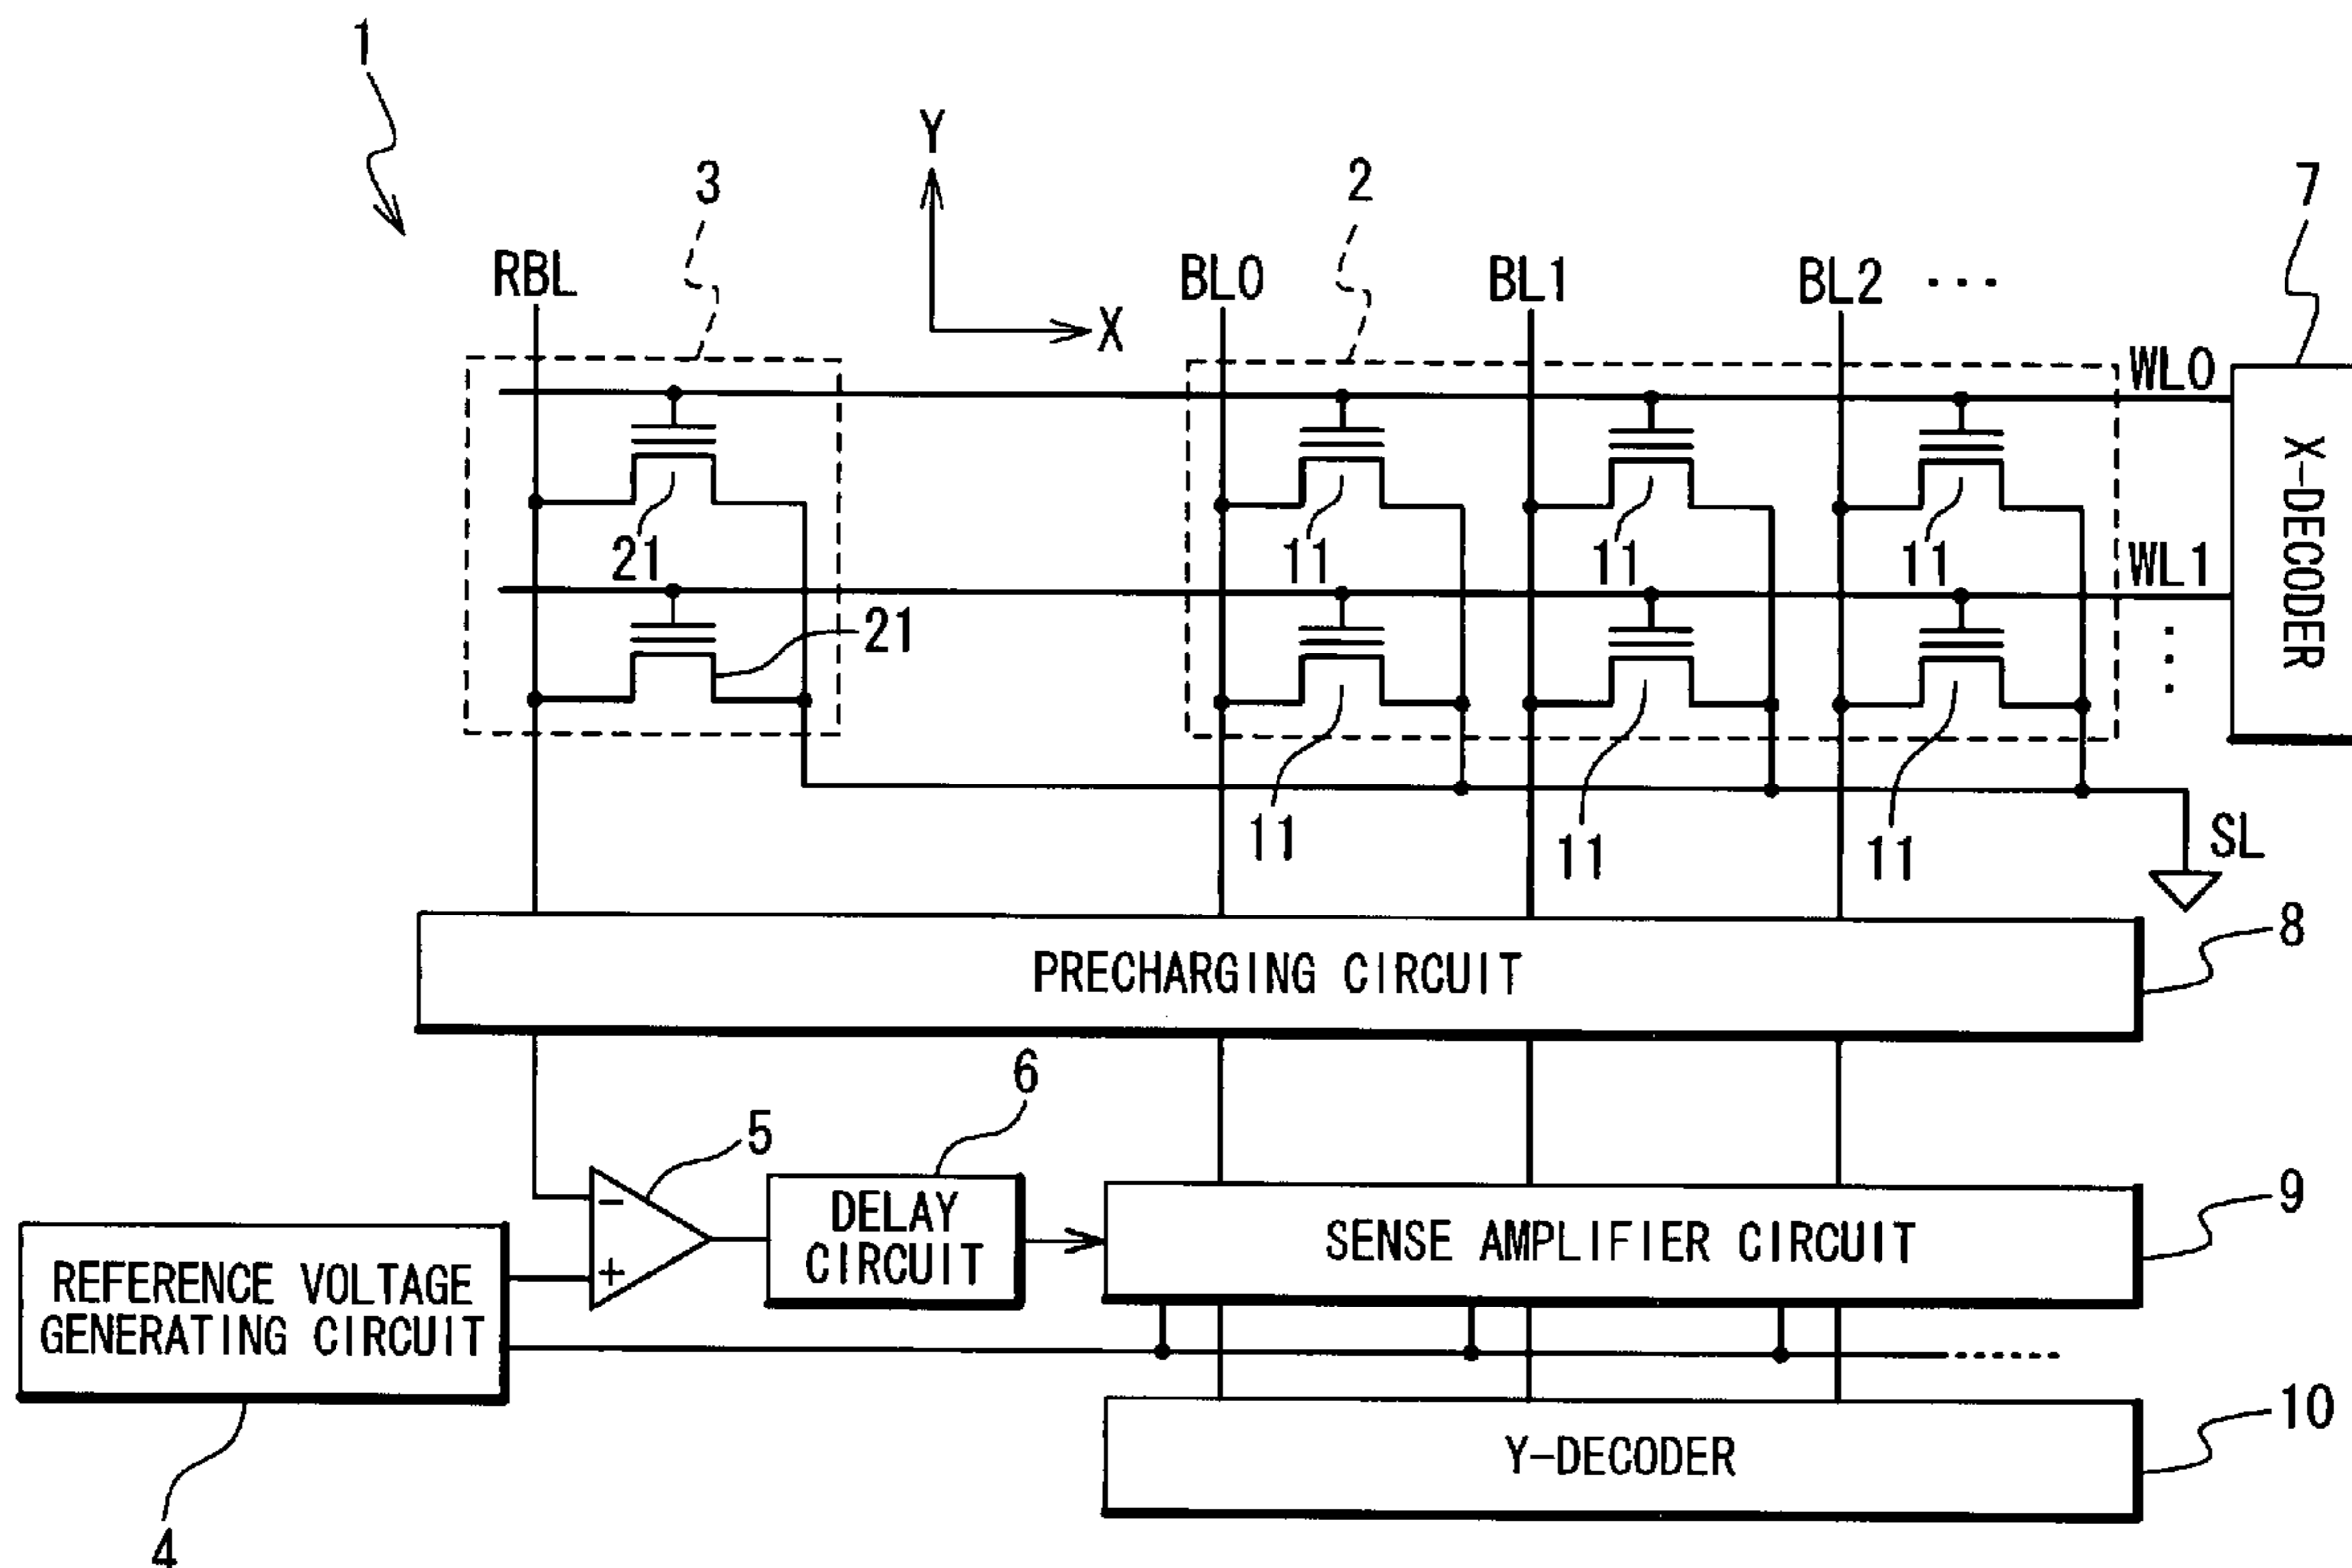 1
Y
3
2
7
RBL
X
BL0
BL1
BL2 ···
WL0
21
11
11
11
WL1
X-DECODER
21
11
11
11
SL
PRECHARGING CIRCUIT
8
6
5
DELAY
CIRCUIT
−
+
SENSE AMPLIFIER CIRCUIT
9
REFERENCE VOLTAGE
GENERATING CIRCUIT
Y-DECODER
10
4